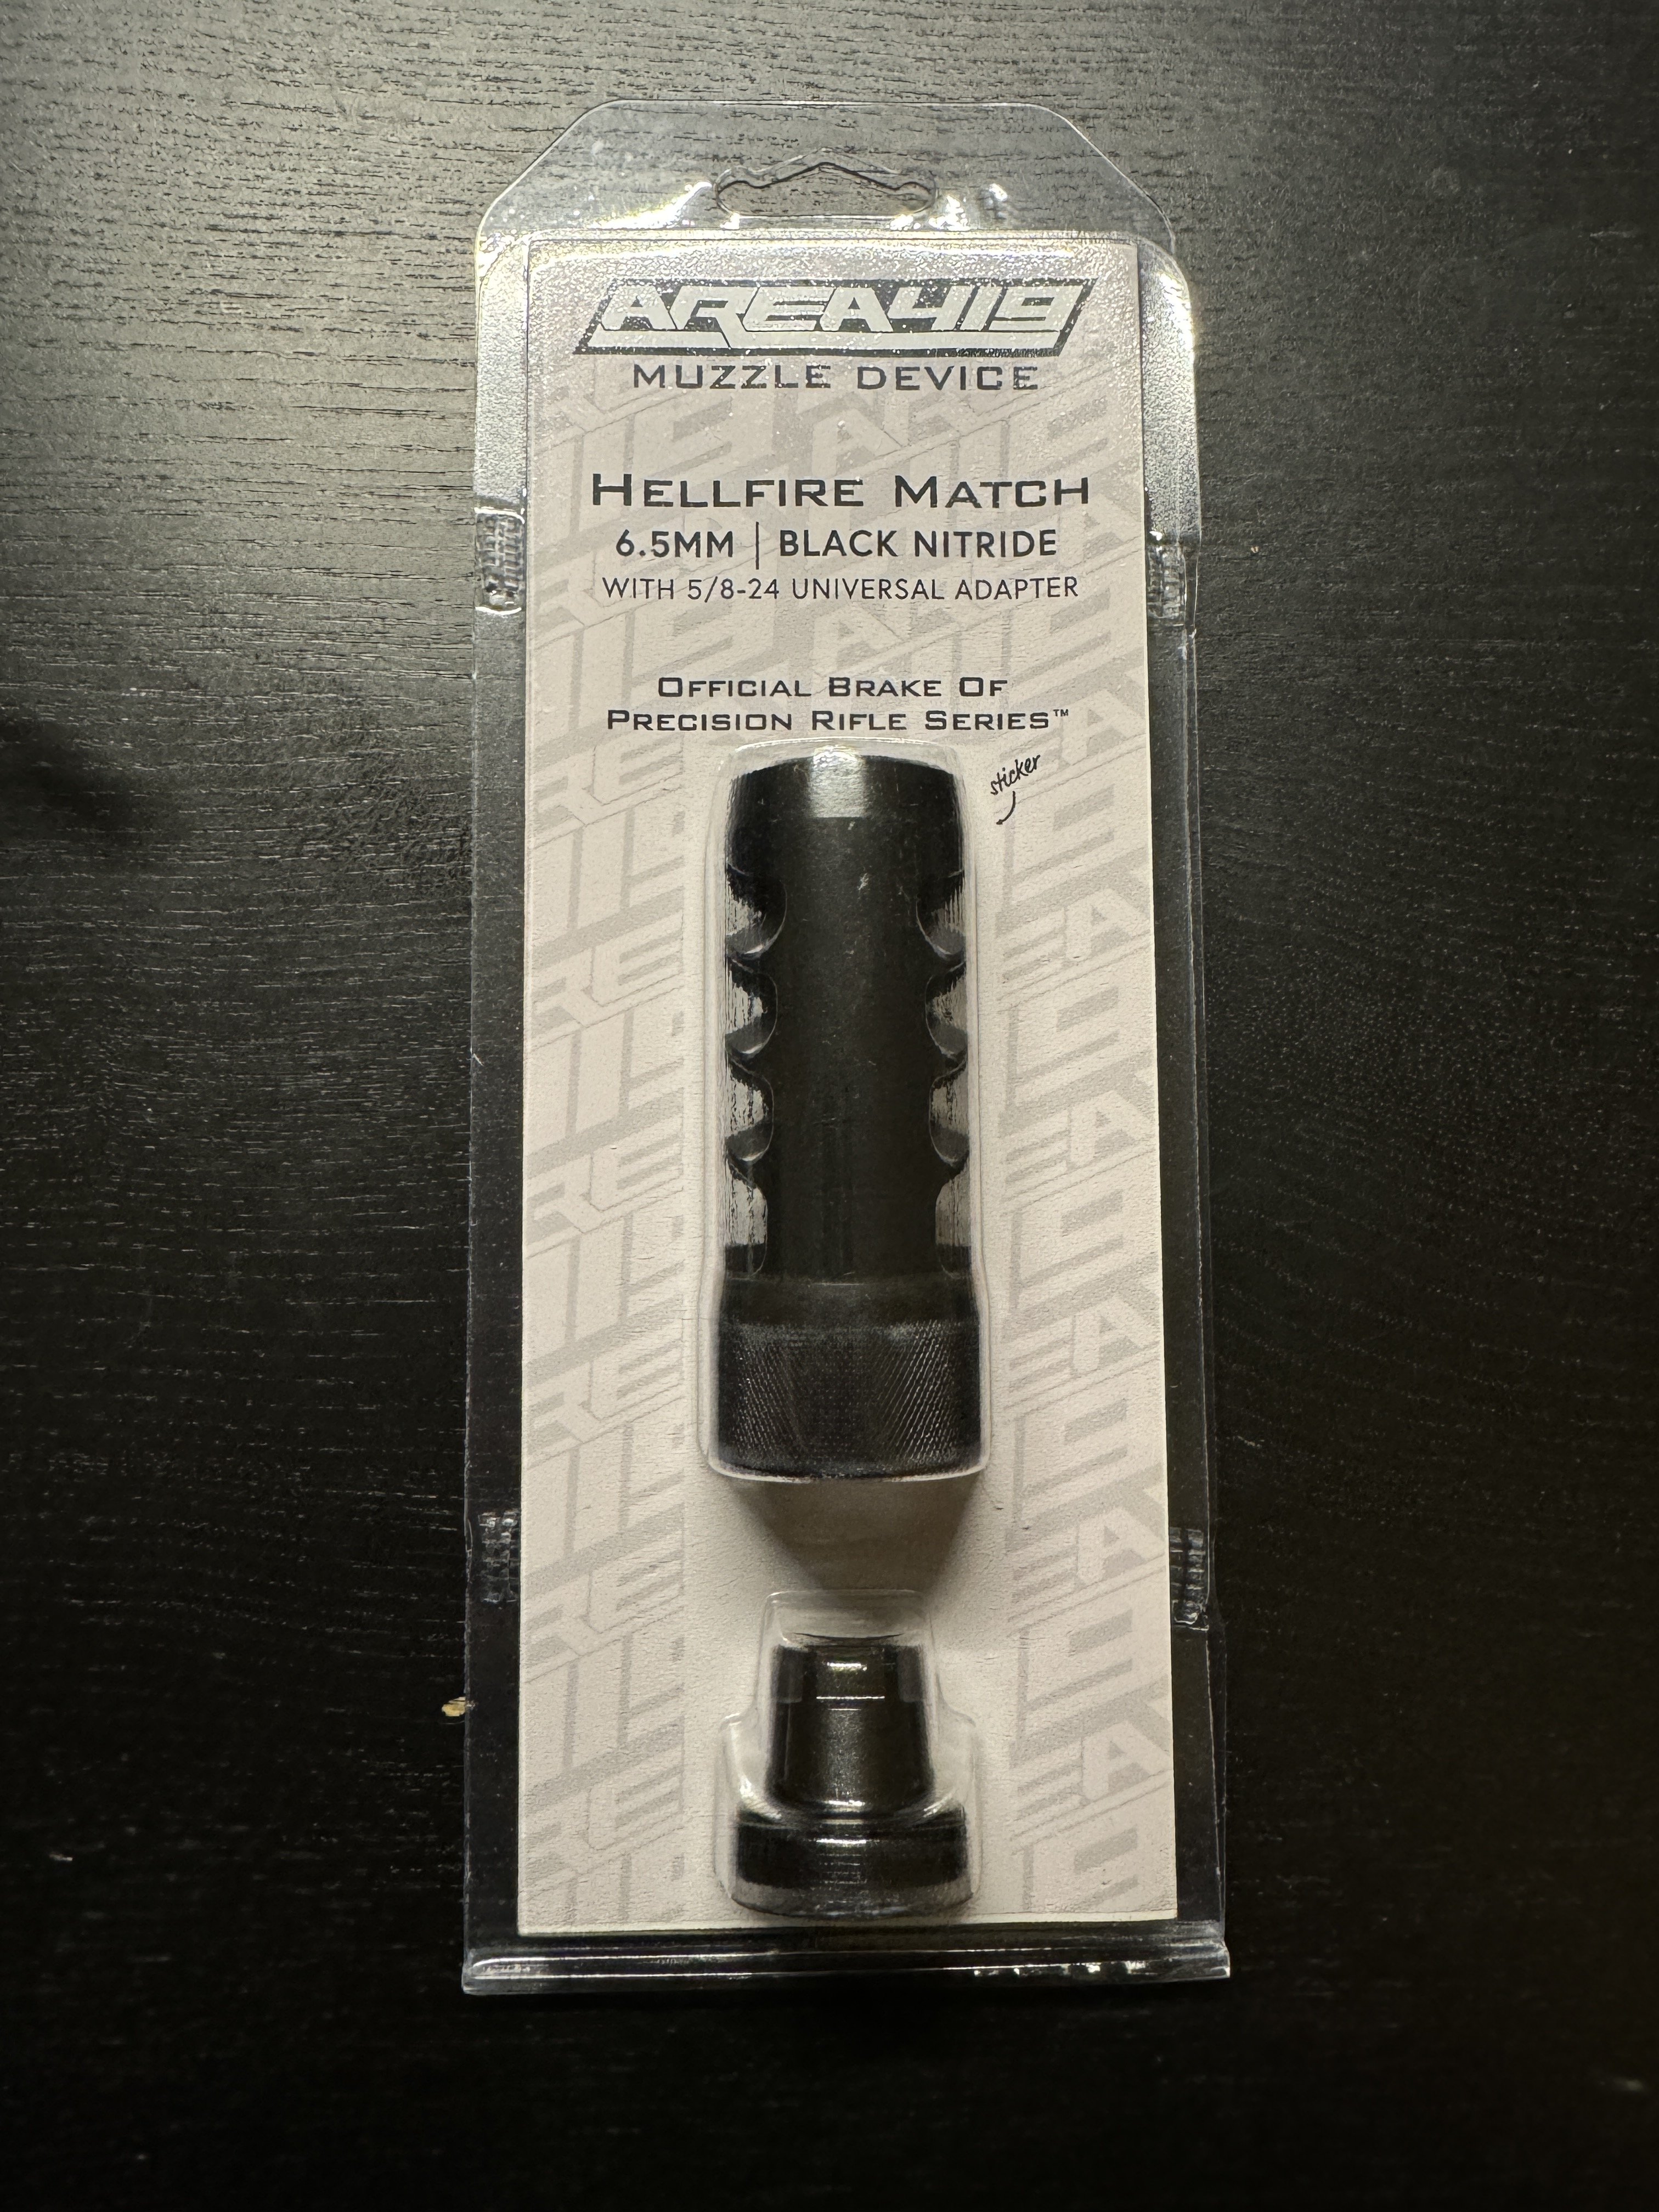 AREA419
MUZZLE DEVICE
HELLFIRE MATCH
6.5MM | BLACK NITRIDE
WITH 5/8-24 UNIVERSAL ADAPTER
OFFICIAL BRAKE OF
PRECISION RIFLE SERIES™
sticker